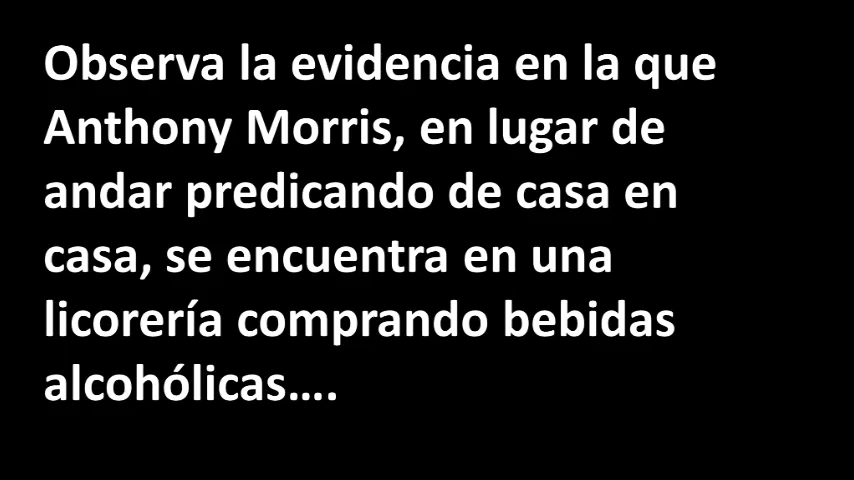 Observa la evidencia en la que
Anthony Morris, en lugar de
andar predicando de casa en
casa, se encuentra en una
licorería comprando bebidas
alcohólicas....